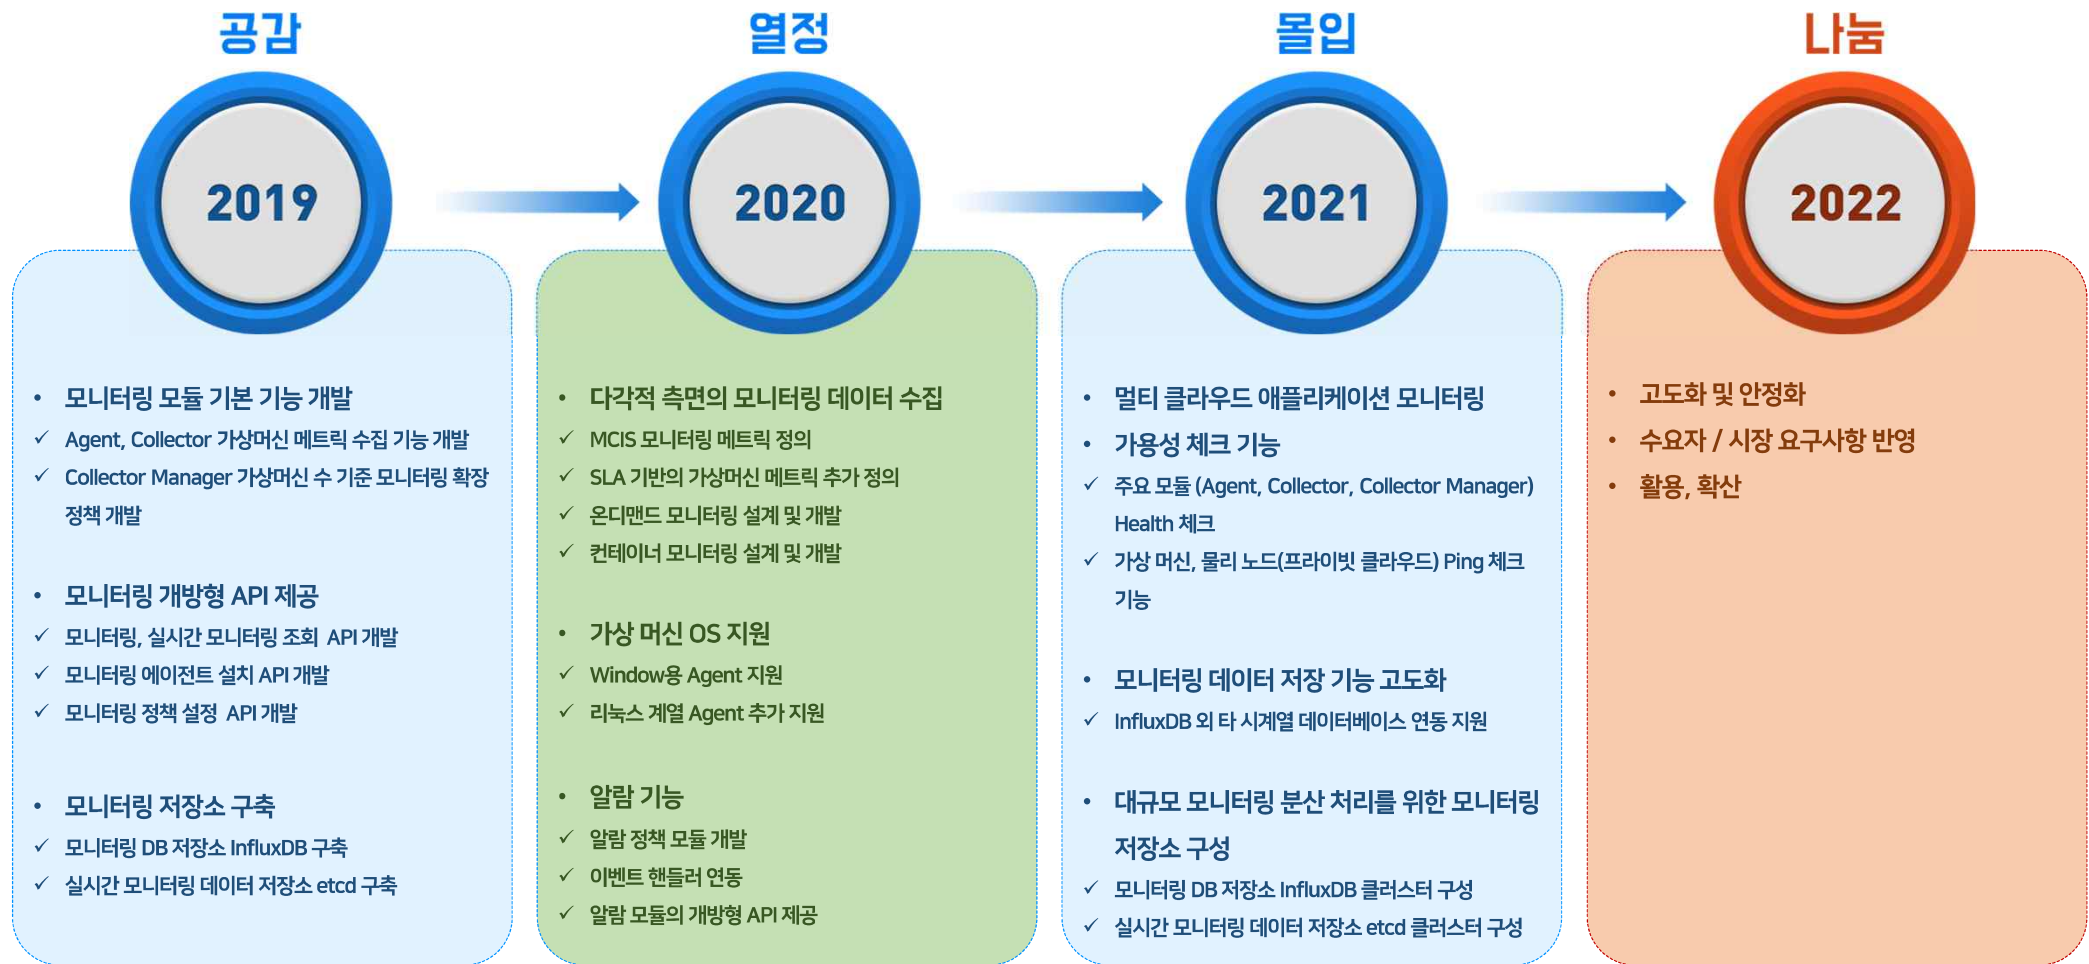 공감
2019
• 모니터링 모듈 기본 기능 개발
✓ Agent, Collector 가상머신 메트릭 수집 기능 개발
✓ Collector Manager 가상머신 수 기준 모니터링 확장
정책 개발
• 모니터링 개방형 API 제공
✓ 모니터링, 실시간 모니터링 조회 API 개발
✓ 모니터링 에이전트 설치 API 개발
✓ 모니터링 정책 설정 API 개발
• 모니터링 저장소 구축
✓ 모니터링 DB 저장소 InfluxDB 구축
✓ 실시간 모니터링 데이터 저장소 etcd 구축
열정
2020
• 다각적 측면의 모니터링 데이터 수집
✓ MCIS 모니터링 메트릭 정의
✓ SLA 기반의 가상머신 메트릭 추가 정의
✓ 온디맨드 모니터링 설계 및 개발
✓ 컨테이너 모니터링 설계 및 개발
• 가상 머신 OS 지원
✓ Window용 Agent 지원
✓ 리눅스 계열 Agent 추가 지원
• 알람 기능
✓ 알람 정책 모듈 개발
✓ 이벤트 핸들러 연동
✓ 알람 모듈의 개방형 API 제공
몰입
2021
• 멀티 클라우드 애플리케이션 모니터링
• 가용성 체크 기능
✓ 주요 모듈 (Agent, Collector, Collector Manager)
Health 체크
✓ 가상 머신, 물리 노드(프라이빗 클라우드) Ping 체크
기능
• 모니터링 데이터 저장 기능 고도화
✓ InfluxDB 외 타 시계열 데이터베이스 연동 지원
• 대규모 모니터링 분산 처리를 위한 모니터링
저장소 구성
✓ 모니터링 DB 저장소 InfluxDB 클러스터 구성
✓ 실시간 모니터링 데이터 저장소 etcd 클러스터 구성
나눔
2022
• 고도화 및 안정화
• 수요자 / 시장 요구사항 반영
• 활용, 확산